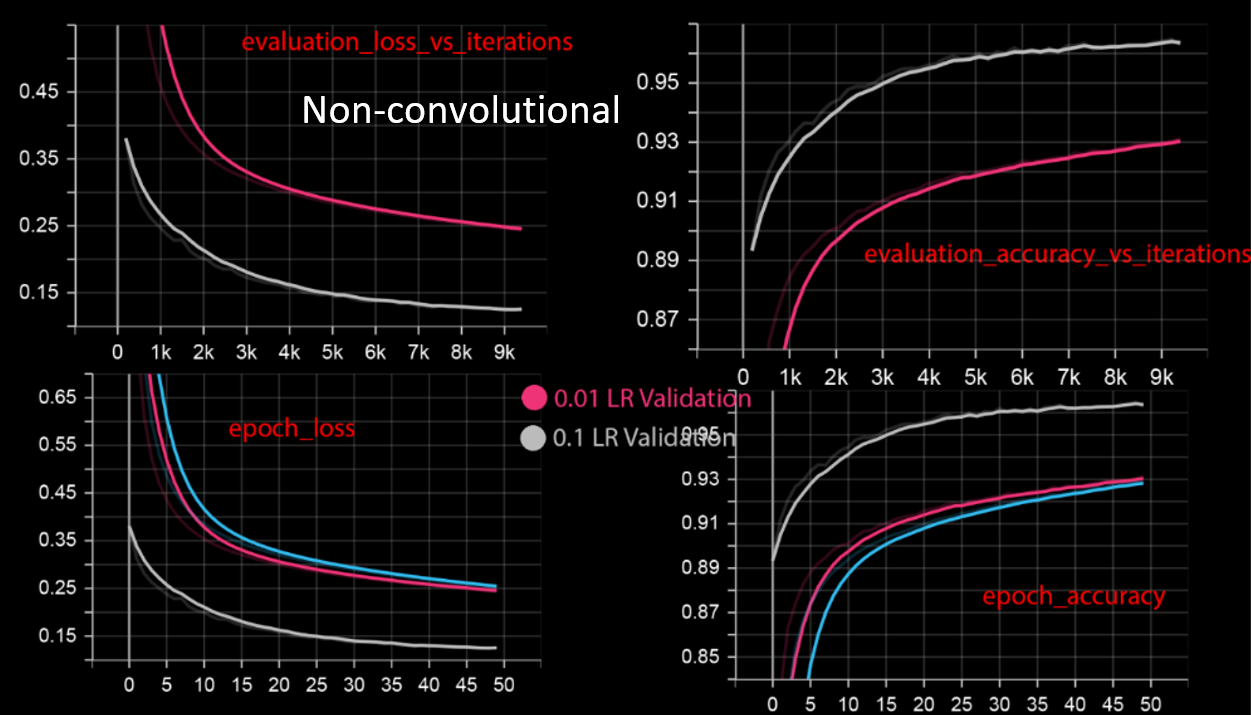 evaluation_loss_vs_iterations
Non-convolutional
0.45
0.35
0.25
0.15
0 1k 2k 3k 4k 5k 6k 7k 8k 9k
0.95
0.93
0.91
0.89
0.87
evaluation_accuracy_vs_iterations
0 1k 2k 3k 4k 5k 6k 7k 8k 9k
0.01 LR Validation
0.1 LR Validation
epoch_loss
0.65
0.55
0.45
0.35
0.25
0.15
0 5 10 15 20 25 30 35 40 45 50
0.95
0.93
0.91
0.89
0.87
0.85
epoch_accuracy
0 5 10 15 20 25 30 35 40 45 50